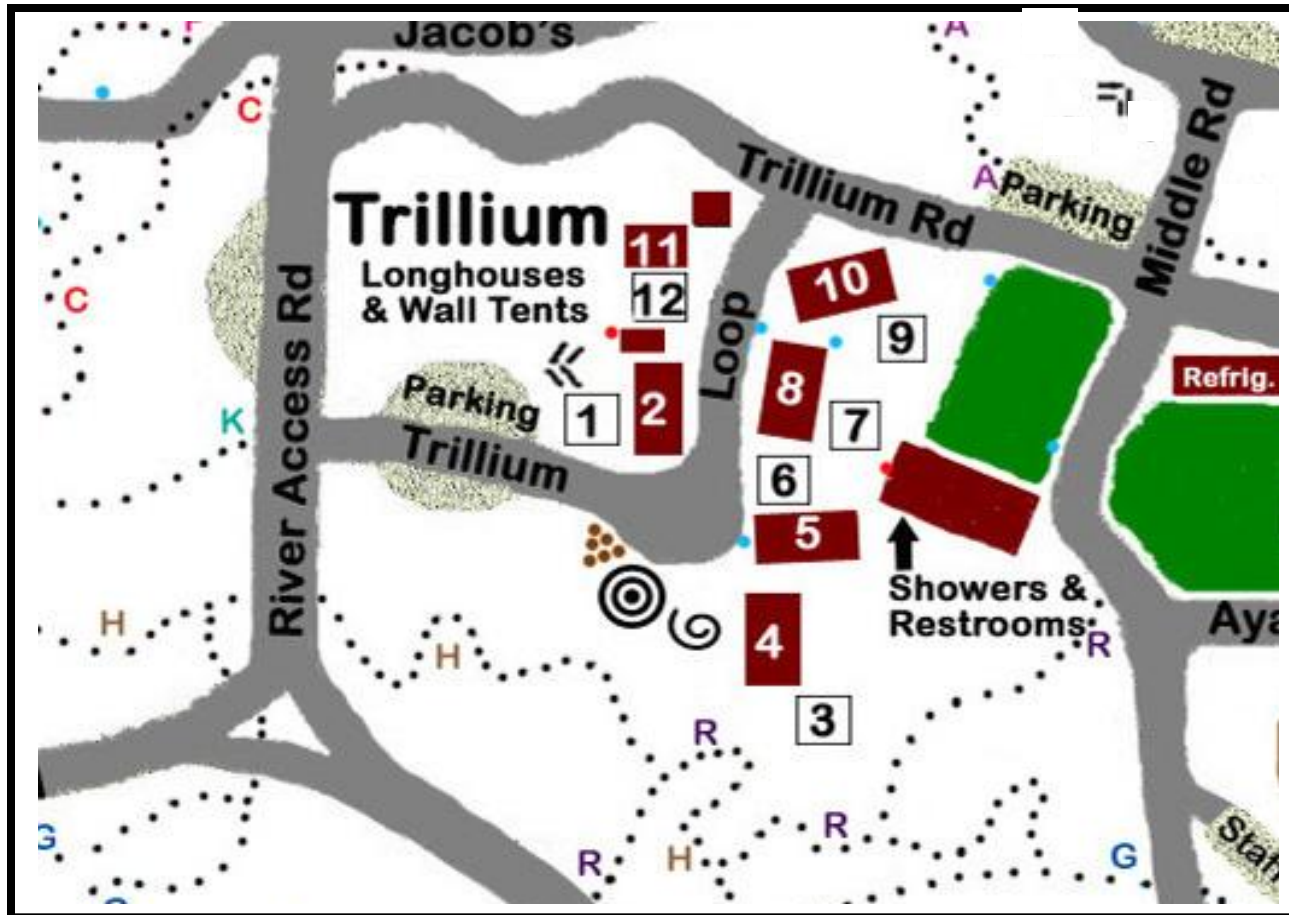 Jacob's
A
C
Middle Rd
Trillium Rd
A
Parking
Trillium
Longhouses
& Wall Tents
11
12
10
9
C
River Access Rd
Loop
8
Refrig.
Parking
K
1
2
7
Trillium
6
5
Showers &
Restrooms
H
H
4
R
3
R
R
R
H
G
G